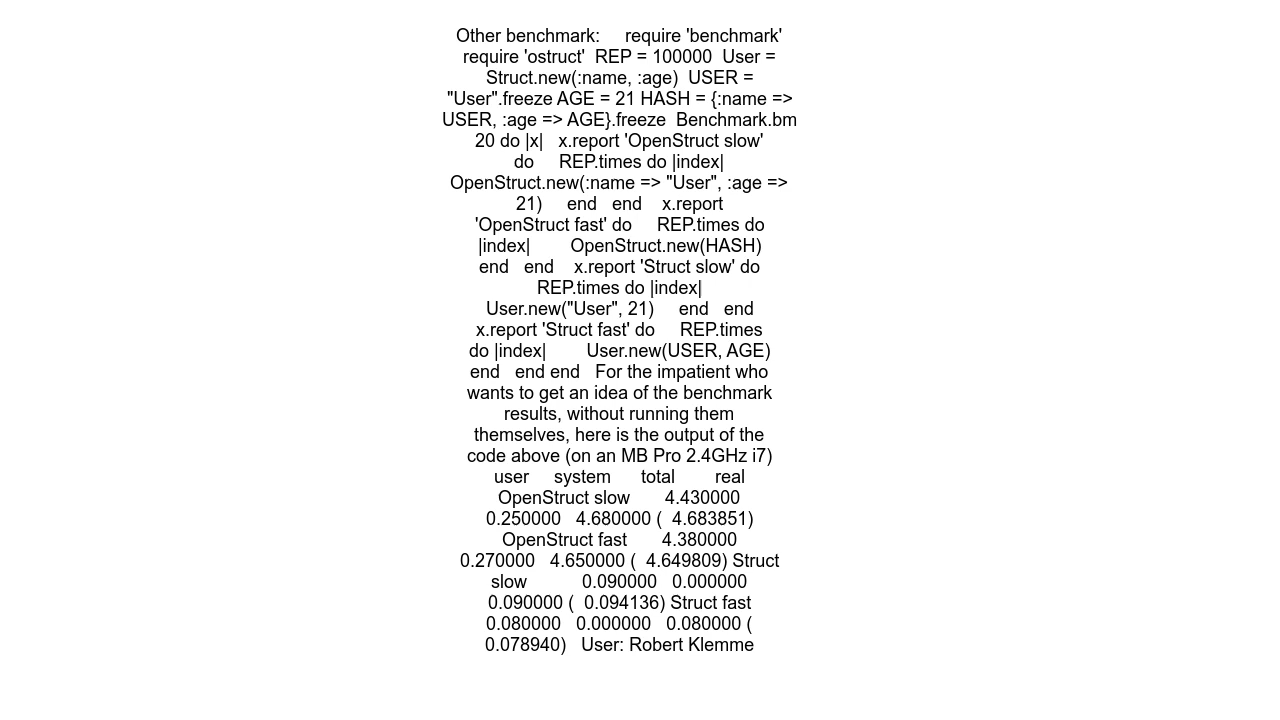 Other benchmark:     require 'benchmark'
require 'ostruct'  REP = 100000  User =
Struct.new(:name, :age)  USER =
"User".freeze AGE = 21 HASH = {:name =>
USER, :age => AGE}.freeze  Benchmark.bm
20 do |x|   x.report 'OpenStruct slow'
do     REP.times do |index|
OpenStruct.new(:name => "User", :age =>
21)     end   end    x.report
'OpenStruct fast' do     REP.times do
|index|        OpenStruct.new(HASH)
end   end    x.report 'Struct slow' do
REP.times do |index|
User.new("User", 21)     end   end
x.report 'Struct fast' do     REP.times
do |index|        User.new(USER, AGE)
end   end end   For the impatient who
wants to get an idea of the benchmark
results, without running them
themselves, here is the output of the
code above (on an MB Pro 2.4GHz i7)
user     system      total        real
OpenStruct slow       4.430000
0.250000   4.680000 (  4.683851)
OpenStruct fast       4.380000
0.270000   4.650000 (  4.649809) Struct
slow           0.090000   0.000000
0.090000 (  0.094136) Struct fast
0.080000   0.000000   0.080000 (
0.078940)   User: Robert Klemme